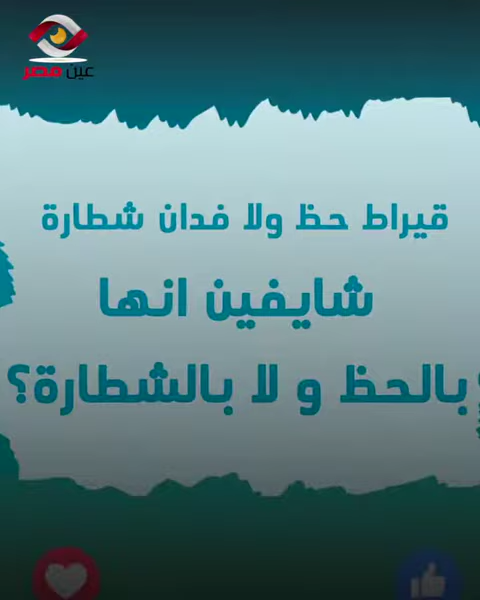 عين مصر
قيراط حظ ولا فدان شطارة
شايفين انها
بالحظ و لا بالشطارة؟